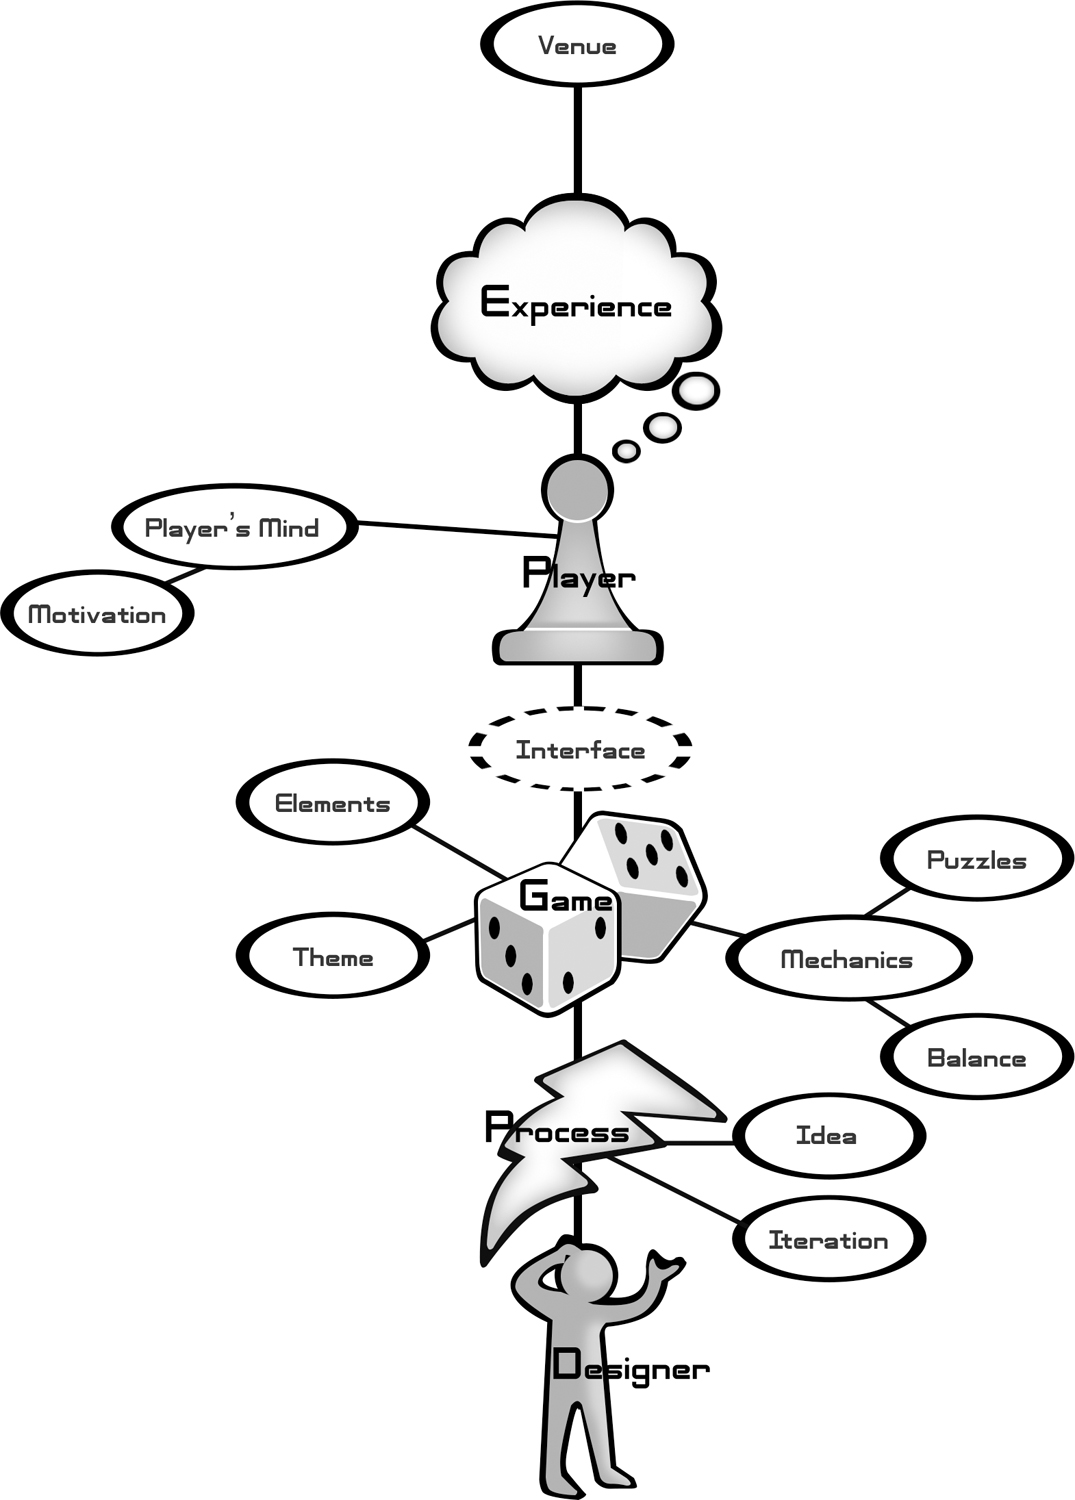 Venue
Experience
Player's Mind
Player
Motivation
Interface
Elements
Puzzles
Game
Theme
Mechanics
Balance
Process
Idea
Iteration
Designer